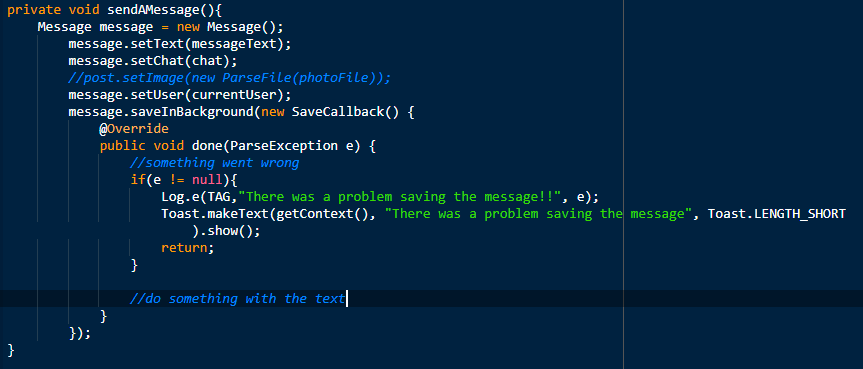 private void sendAMessage(){
    Message message = new Message();
        message.setText(messageText);
        message.setChat(chat);
        //post.setImage(new ParseFile(photoFile));
        message.setUser(currentUser);
        message.saveInBackground(new SaveCallback() {
            @Override
            public void done(ParseException e) {
                //something went wrong
                if(e != null){
                    Log.e(TAG,"There was a problem saving the message!!", e);
                    Toast.makeText(getContext(), "There was a problem saving the message", Toast.LENGTH_SHORT
                        ).show();
                    return;
                }
                //do something with the text
            }
        });
}